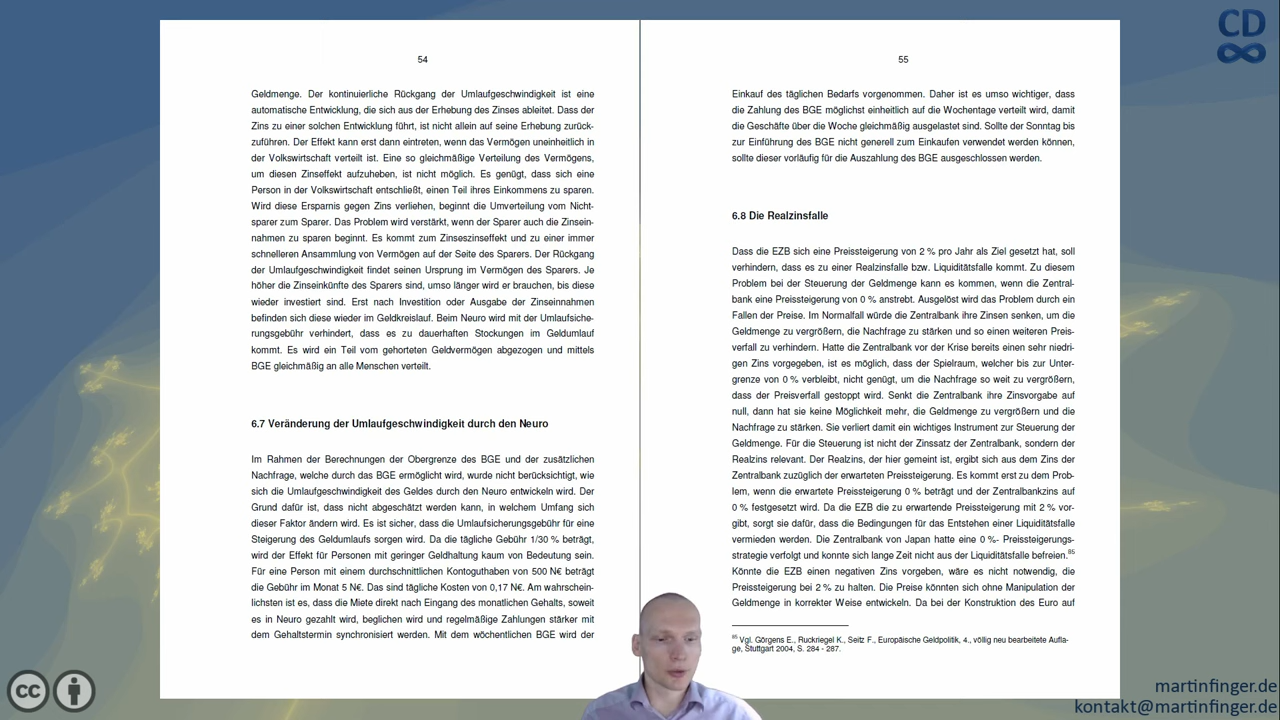 54
Geldmenge. Der kontinuierliche Rückgang der Umlaufgeschwindigkeit ist eine
automatische Entwicklung, die sich aus der Erhebung des Zinses ableitet. Dass der
Zins zu einer solchen Entwicklung führt, ist nicht allein auf seine Erhebung zurück-
zuführen. Der Effekt kann erst dann eintreten, wenn das Vermögen uneinheitlich in
der Volkswirtschaft verteilt ist. Eine so gleichmäßige Verteilung des Vermögens,
um diesen Zinseffekt aufzuheben, ist nicht möglich. Es genügt, dass sich eine
Person in der Volkswirtschaft entschließt, einen Teil ihres Einkommens zu sparen.
Wird diese Ersparnis gegen Zins verliehen, beginnt die Umverteilung vom Nicht-
sparer zum Sparer. Das Problem wird verstärkt, wenn der Sparer auch die Zinsein-
nahmen zu sparen beginnt. Es kommt zum Zinseszinseffekt und zu einer immer
schnelleren Ansammlung von Vermögen auf der Seite des Sparers. Der Rückgang
der Umlaufgeschwindigkeit findet seinen Ursprung im Vermögen des Sparers. Je
höher die Zinseinkünfte des Sparers sind, umso länger wird er brauchen, bis diese
wieder investiert sind. Erst nach Investition oder Ausgabe der Zinseinnahmen
befinden sich diese wieder im Geldkreislauf. Beim Neuro wird mit der Umlaufsiche-
rungsgebühr verhindert, dass es zu dauerhaften Stockungen im Geldumlauf
kommt. Es wird ein Teil vom gehorteten Geldvermögen abgezogen und mittels
BGE gleichmäßig an alle Menschen verteilt.
6.7 Veränderung der Umlaufgeschwindigkeit durch den Neuro
Im Rahmen der Berechnungen der Obergrenze des BGE und der zusätzlichen
Nachfrage, welche durch das BGE ermöglicht wird, wurde nicht berücksichtigt, wie
sich die Umlaufgeschwindigkeit des Geldes durch den Neuro entwickeln wird. Der
Grund dafür ist, dass nicht abgeschätzt werden kann, in welchem Umfang sich
dieser Faktor ändern wird. Es ist sicher, dass die Umlaufsicherungsgebühr für eine
Steigerung des Geldumlaufs sorgen wird. Da die tägliche Gebühr 1/30 % beträgt,
wird der Effekt für Personen mit geringer Geldhaltung kaum von Bedeutung sein.
Für eine Person mit einem durchschnittlichen Kontoguthaben von 500 N€ beträgt
die Gebühr im Monat 5 N€. Das sind tägliche Kosten von 0,17 N€. Am wahrschein-
lichsten ist es, dass die Miete direkt nach Eingang des monatlichen Gehalts, soweit
es in Neuro gezahlt wird, beglichen wird und regelmäßige Zahlungen stärker mit
dem Gehaltstermin synchronisiert werden. Mit dem wöchentlichen BGE wird der
55
Einkauf des täglichen Bedarfs vorgenommen. Daher ist es umso wichtiger, dass
die Zahlung des BGE möglichst einheitlich auf die Wochentage verteilt wird, damit
die Geschäfte über die Woche gleichmäßig ausgelastet sind. Sollte der Sonntag bis
zur Einführung des BGE nicht generell zum Einkaufen verwendet werden können,
sollte dieser vorläufig für die Auszahlung des BGE ausgeschlossen werden.
6.8 Die Realzinsfalle
Dass die EZB sich eine Preissteigerung von 2 % pro Jahr als Ziel gesetzt hat, soll
verhindern, dass es zu einer Realzinsfalle bzw. Liquiditätsfalle kommt. Zu diesem
Problem bei der Steuerung der Geldmenge kann es kommen, wenn die Zentral-
bank eine Preissteigerung von 0 % anstrebt. Ausgelöst wird das Problem durch ein
Fallen der Preise. Im Normalfall würde die Zentralbank ihre Zinsen senken, um die
Geldmenge zu vergrößern, die Nachfrage zu stärken und so einen weiteren Preis-
verfall zu verhindern. Hatte die Zentralbank vor der Krise bereits einen sehr niedri-
gen Zins vorgegeben, ist es möglich, dass der Spielraum, welcher bis zur Unter-
grenze von 0 % verbleibt, nicht genügt, um die Nachfrage so weit zu vergrößern,
dass der Preisverfall gestoppt wird. Senkt die Zentralbank ihre Zinsvorgabe auf
null, dann hat sie keine Möglichkeit mehr, die Geldmenge zu vergrößern und die
Nachfrage zu stärken. Sie verliert damit ein wichtiges Instrument zur Steuerung der
Geldmenge. Für die Steuerung ist nicht der Zinssatz der Zentralbank, sondern der
Realzins relevant. Der Realzins, der hier gemeint ist, ergibt sich aus dem Zins der
Zentralbank zuzüglich der erwarteten Preissteigerung. Es kommt erst zu dem Prob-
lem, wenn die erwartete Preissteigerung 0 % beträgt und der Zentralbankzins auf
0 % festgesetzt wird. Da die EZB die zu erwartende Preissteigerung mit 2 % vor-
gibt, sorgt sie dafür, dass die Bedingungen für das Entstehen einer Liquiditätsfalle
vermieden werden. Die Zentralbank von Japan hatte eine 0 %- Preissteigerungs-
strategie verfolgt und konnte sich lange Zeit nicht aus der Liquiditätsfalle befreien.85
Könnte die EZB einen negativen Zins vorgeben, wäre es nicht notwendig, die
Preissteigerung bei 2 % zu halten. Die Preise könnten sich ohne Manipulation der
Geldmenge in korrekter Weise entwickeln. Da bei der Konstruktion des Euro auf
85 Vgl. Görgens E., Ruckriegel K., Seitz F., Europäische Geldpolitik, 4., völlig neu bearbeitete Aufla-
ge, Stuttgart 2004, S. 284 - 287.
CD
cc
martinfinger.de
kontakt@martinfinger.de